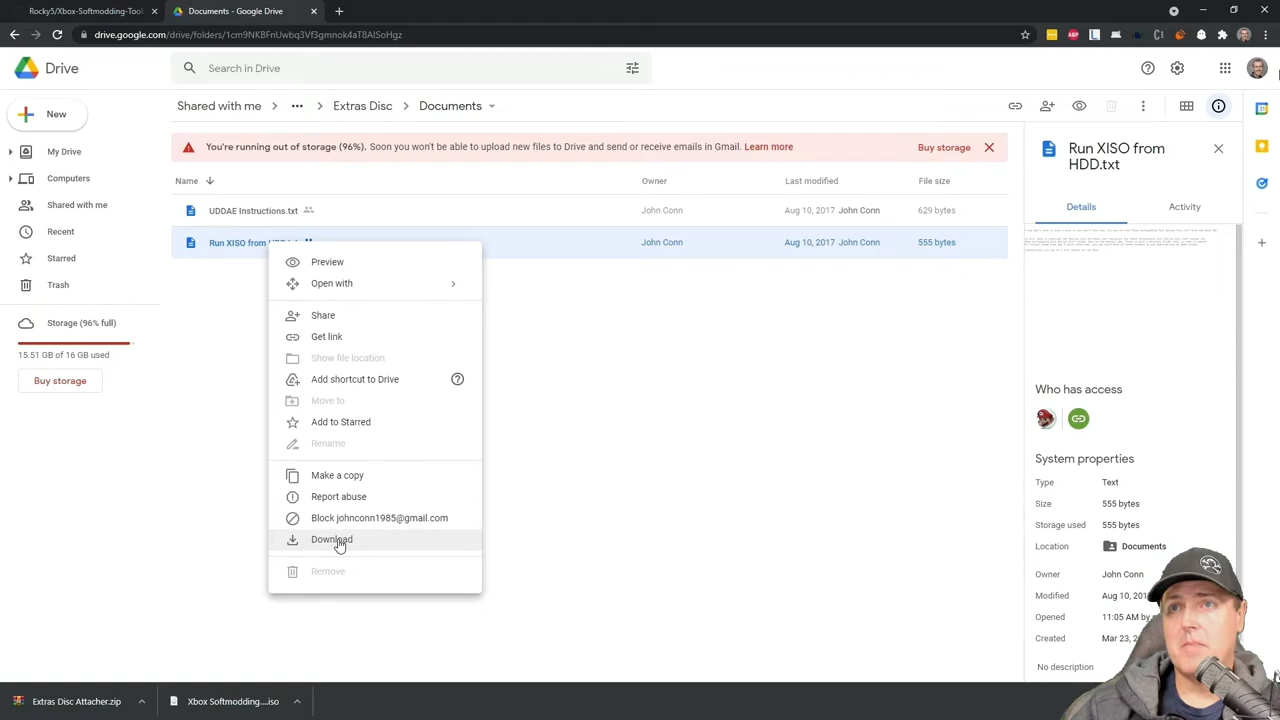 Rocky5/Xbox-Softmodding-Tool
Documents - Google Drive
drive.google.com/drive/folders/1cm9NKBFnUwbq3Vf3gmnok4aT8AlSoHgz
Drive
Search in Drive
New
My Drive
Computers
Shared with me
Recent
Starred
Trash
Storage (96% full)
15.51 GB of 16 GB used
Buy storage
Shared with me
Extras Disc
Documents
You're running out of storage (96%). Soon you won't be able to upload new files to Drive and send or receive emails in Gmail. Learn more
Buy storage
Name
Owner
Last modified
File size
UDDAE Instructions.txt
John Conn
Aug 10, 2017 John Conn
629 bytes
Run XISO from
John Conn
Aug 10, 2017 John Conn
555 bytes
Preview
Open with
Share
Get link
Show file location
Add shortcut to Drive
Move to
Add to Starred
Rename
Make a copy
Report abuse
Block johnconn1985@gmail.com
Download
Remove
Run XISO from
HDD.txt
Details
Activity
Who has access
System properties
Type
Text
Size
555 bytes
Storage used
555 bytes
Location
Documents
Owner
John Conn
Modified
Aug 10, 201
Opened
11:05 AM by
Created
Mar 23, 2
No description
Extras Disc Attacher.zip
Xbox Softmodding....iso